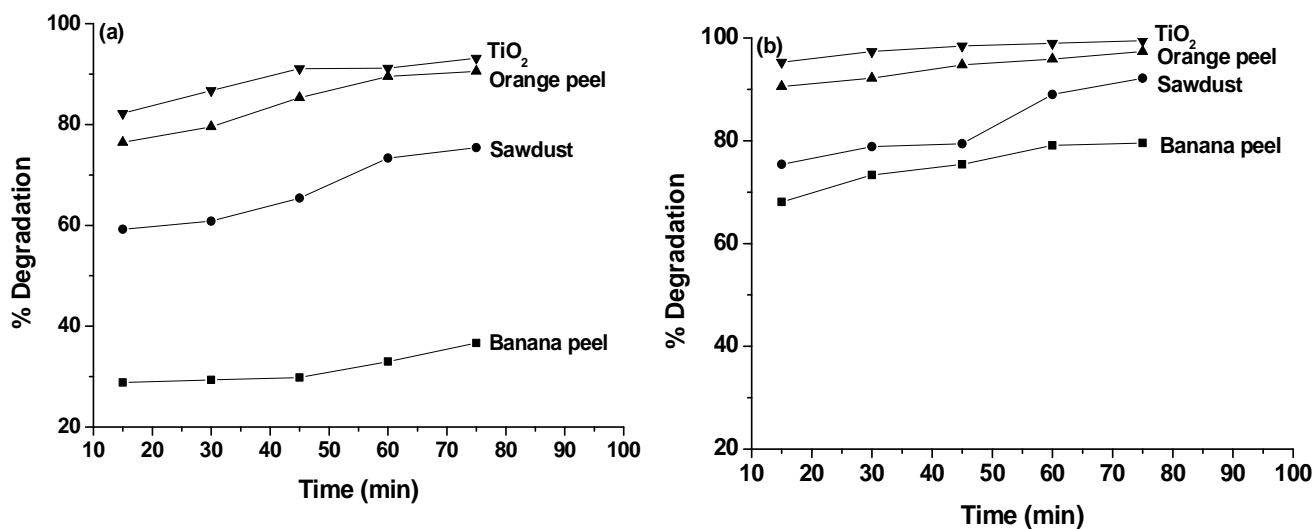 (a)
100
80
60
40
20
% Degradation
TiO₂
Orange peel
Sawdust
Banana peel
10 20 30 40 50 60 70 80 90 100
Time (min)
(b)
100
80
60
40
20
% Degradation
TiO₂
Orange peel
Sawdust
Banana peel
10 20 30 40 50 60 70 80 90 100
Time (min)